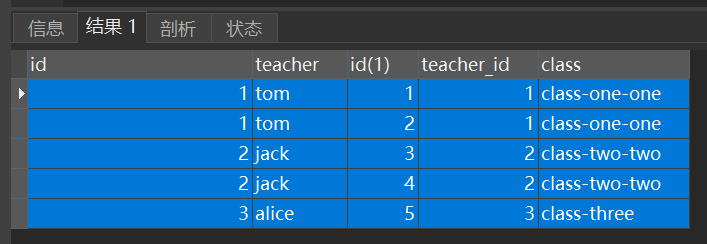 信息 结果 1 剖析 状态
id teacher id(1) teacher_id class
1 tom 1 1 class-one-one
1 tom 2 1 class-one-one
2 jack 3 2 class-two-two
2 jack 4 2 class-two-two
3 alice 5 3 class-three